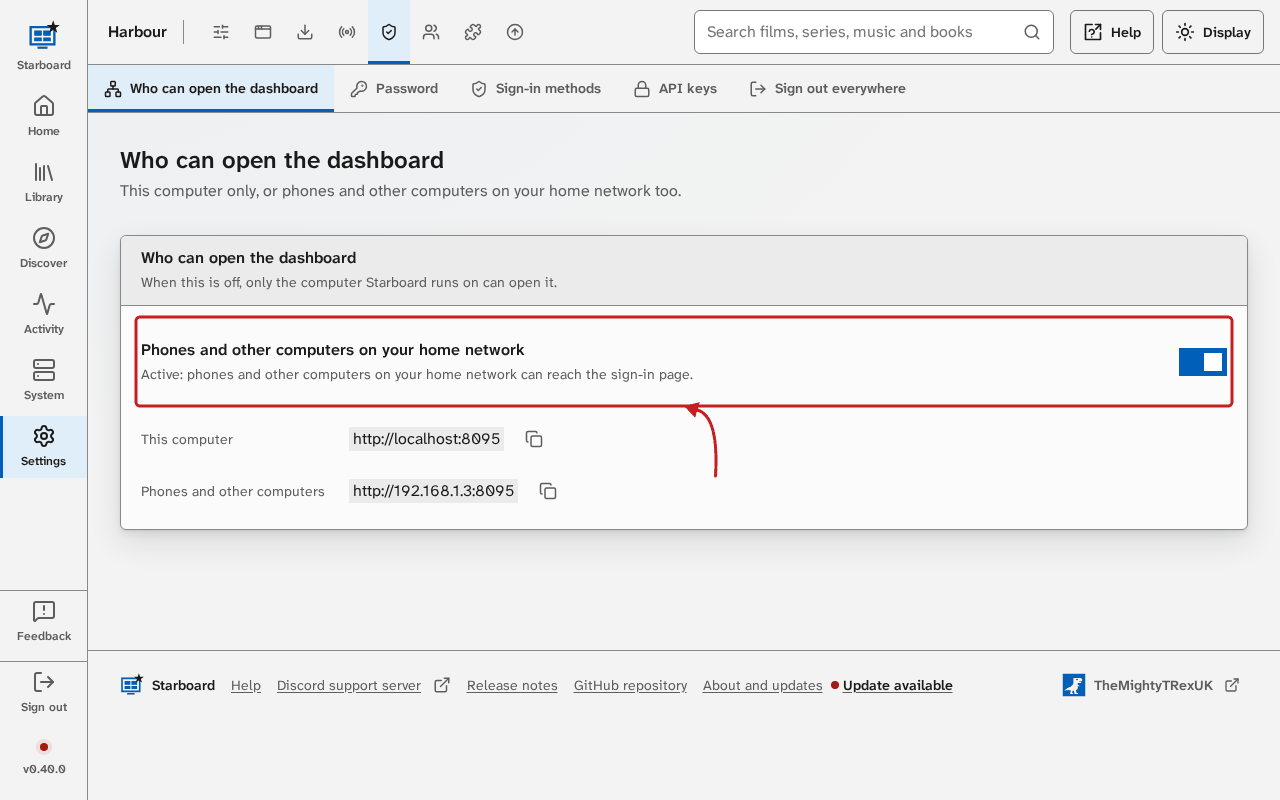 Starboard
Home
Library
Discover
Activity
System
Settings
Feedback
Sign out
v0.40.0
Harbour
Search films, series, music and books
Help
Display
Who can open the dashboard
Password
Sign-in methods
API keys
Sign out everywhere
Who can open the dashboard
This computer only, or phones and other computers on your home network too.
Who can open the dashboard
When this is off, only the computer Starboard runs on can open it.
Phones and other computers on your home network
Active: phones and other computers on your home network can reach the sign-in page.
This computer
http://localhost:8095
Phones and other computers
http://192.168.1.3:8095
Starboard
Help
Discord support server
Release notes
GitHub repository
About and updates
Update available
TheMightyTRexUK